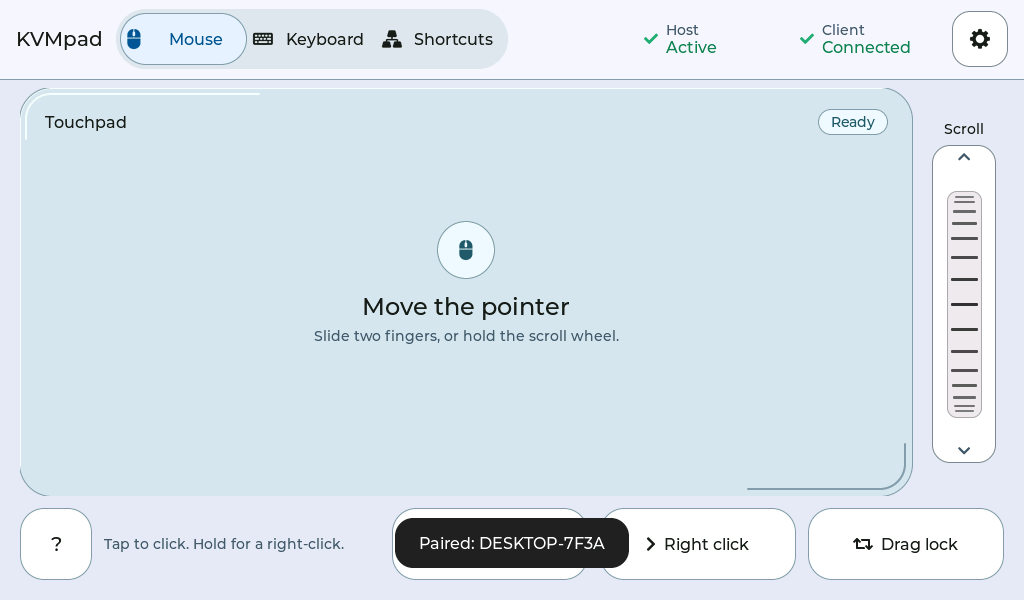 KVMpad
Mouse
Keyboard
Shortcuts
Host
Active
Client
Connected
Touchpad
Ready
Scroll
Move the pointer
Slide two fingers, or hold the scroll wheel.
?
Tap to click. Hold for a right-click.
Paired: DESKTOP-7F3A
Right click
Drag lock